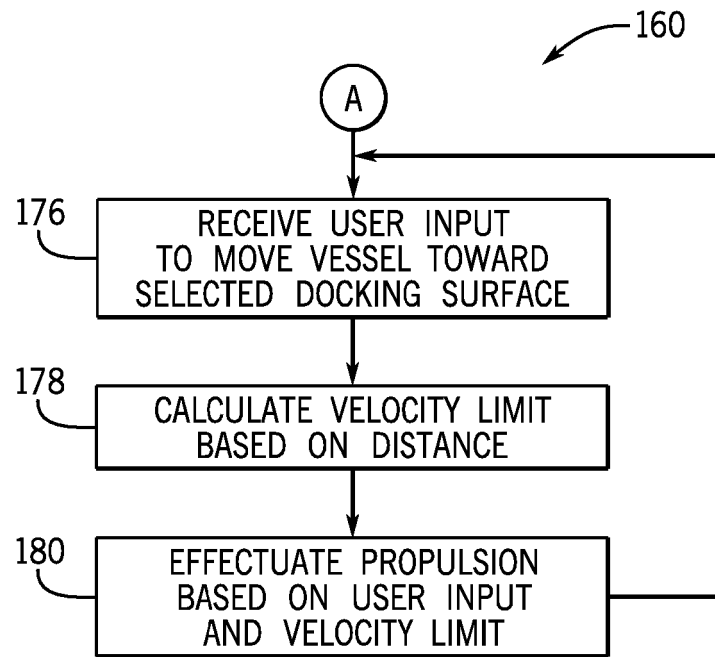 160
A
176
RECEIVE USER INPUT
TO MOVE VESSEL TOWARD
SELECTED DOCKING SURFACE
178
CALCULATE VELOCITY LIMIT
BASED ON DISTANCE
180
EFFECTUATE PROPULSION
BASED ON USER INPUT
AND VELOCITY LIMIT